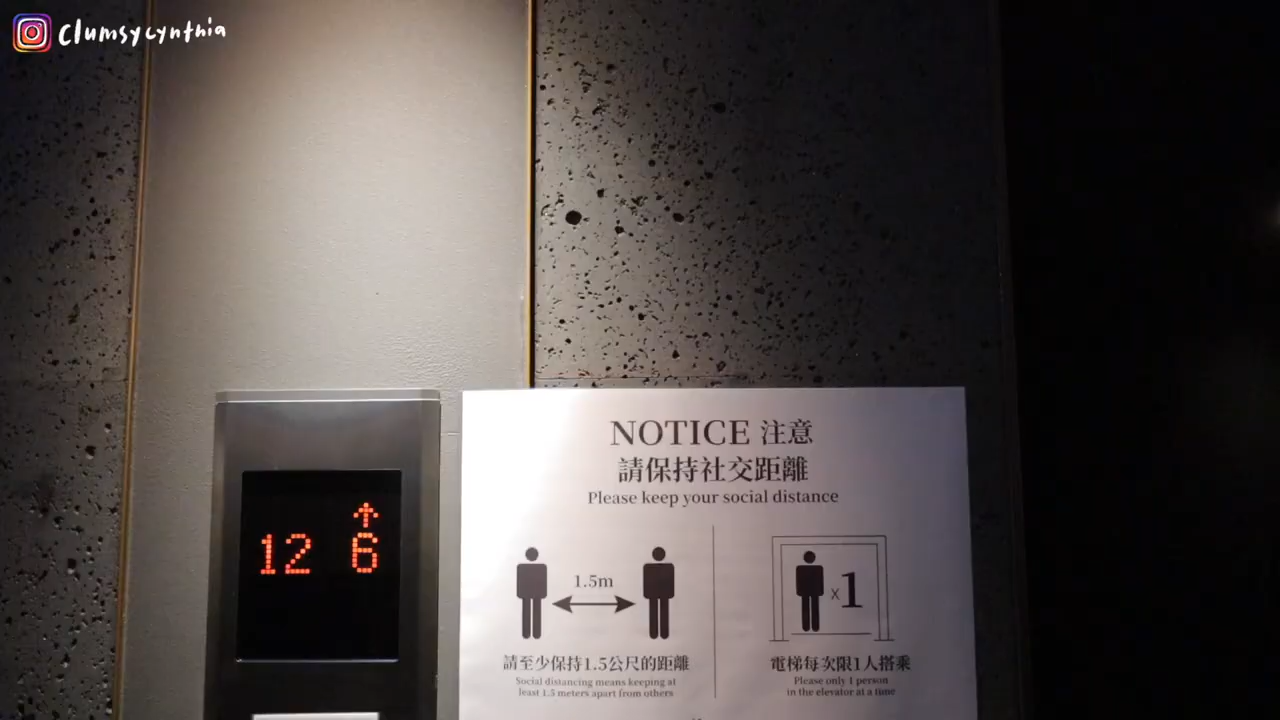 clumsycynthia
12 6
NOTICE 注意
請保持社交距離
Please keep your social distance
1.5m
x1
請至少保持1.5公尺的距離
Social distancing means keeping at
least 1.5 meters apart from others
電梯每次限1人搭乘
Please only 1 person
in the elevator at a time